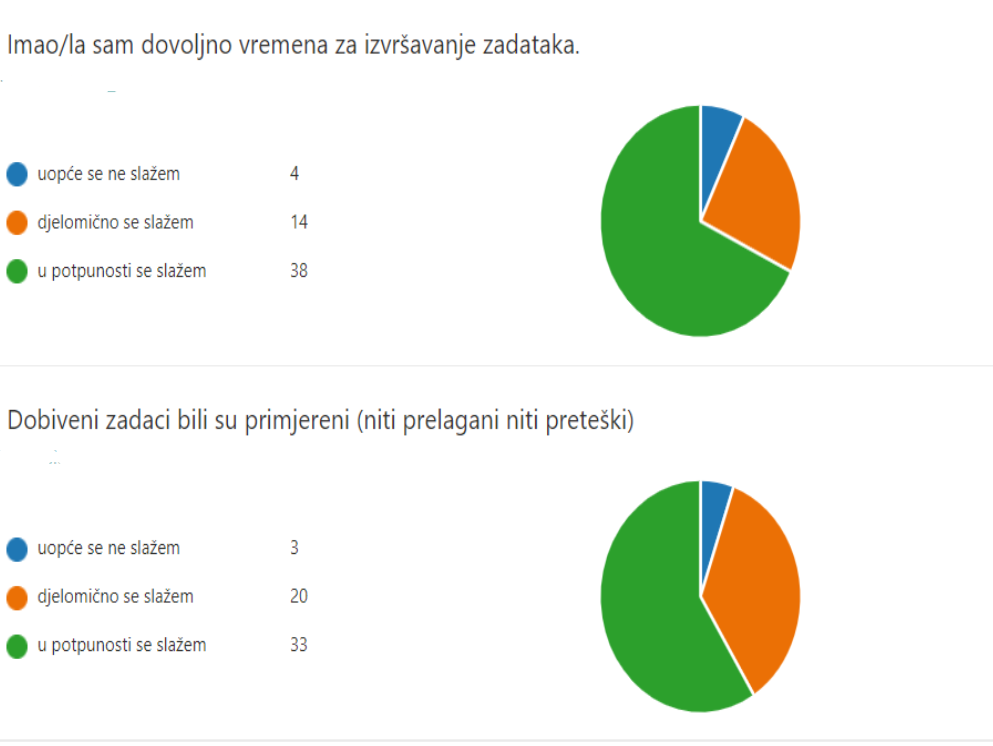 Imao/la sam dovoljno vremena za izvršavanje zadataka.
uopće se ne slažem 4
djelomično se slažem 14
u potpunosti se slažem 38
Dobiveni zadaci bili su primjereni (niti prelagani niti preteški)
uopće se ne slažem 3
djelomično se slažem 20
u potpunosti se slažem 33